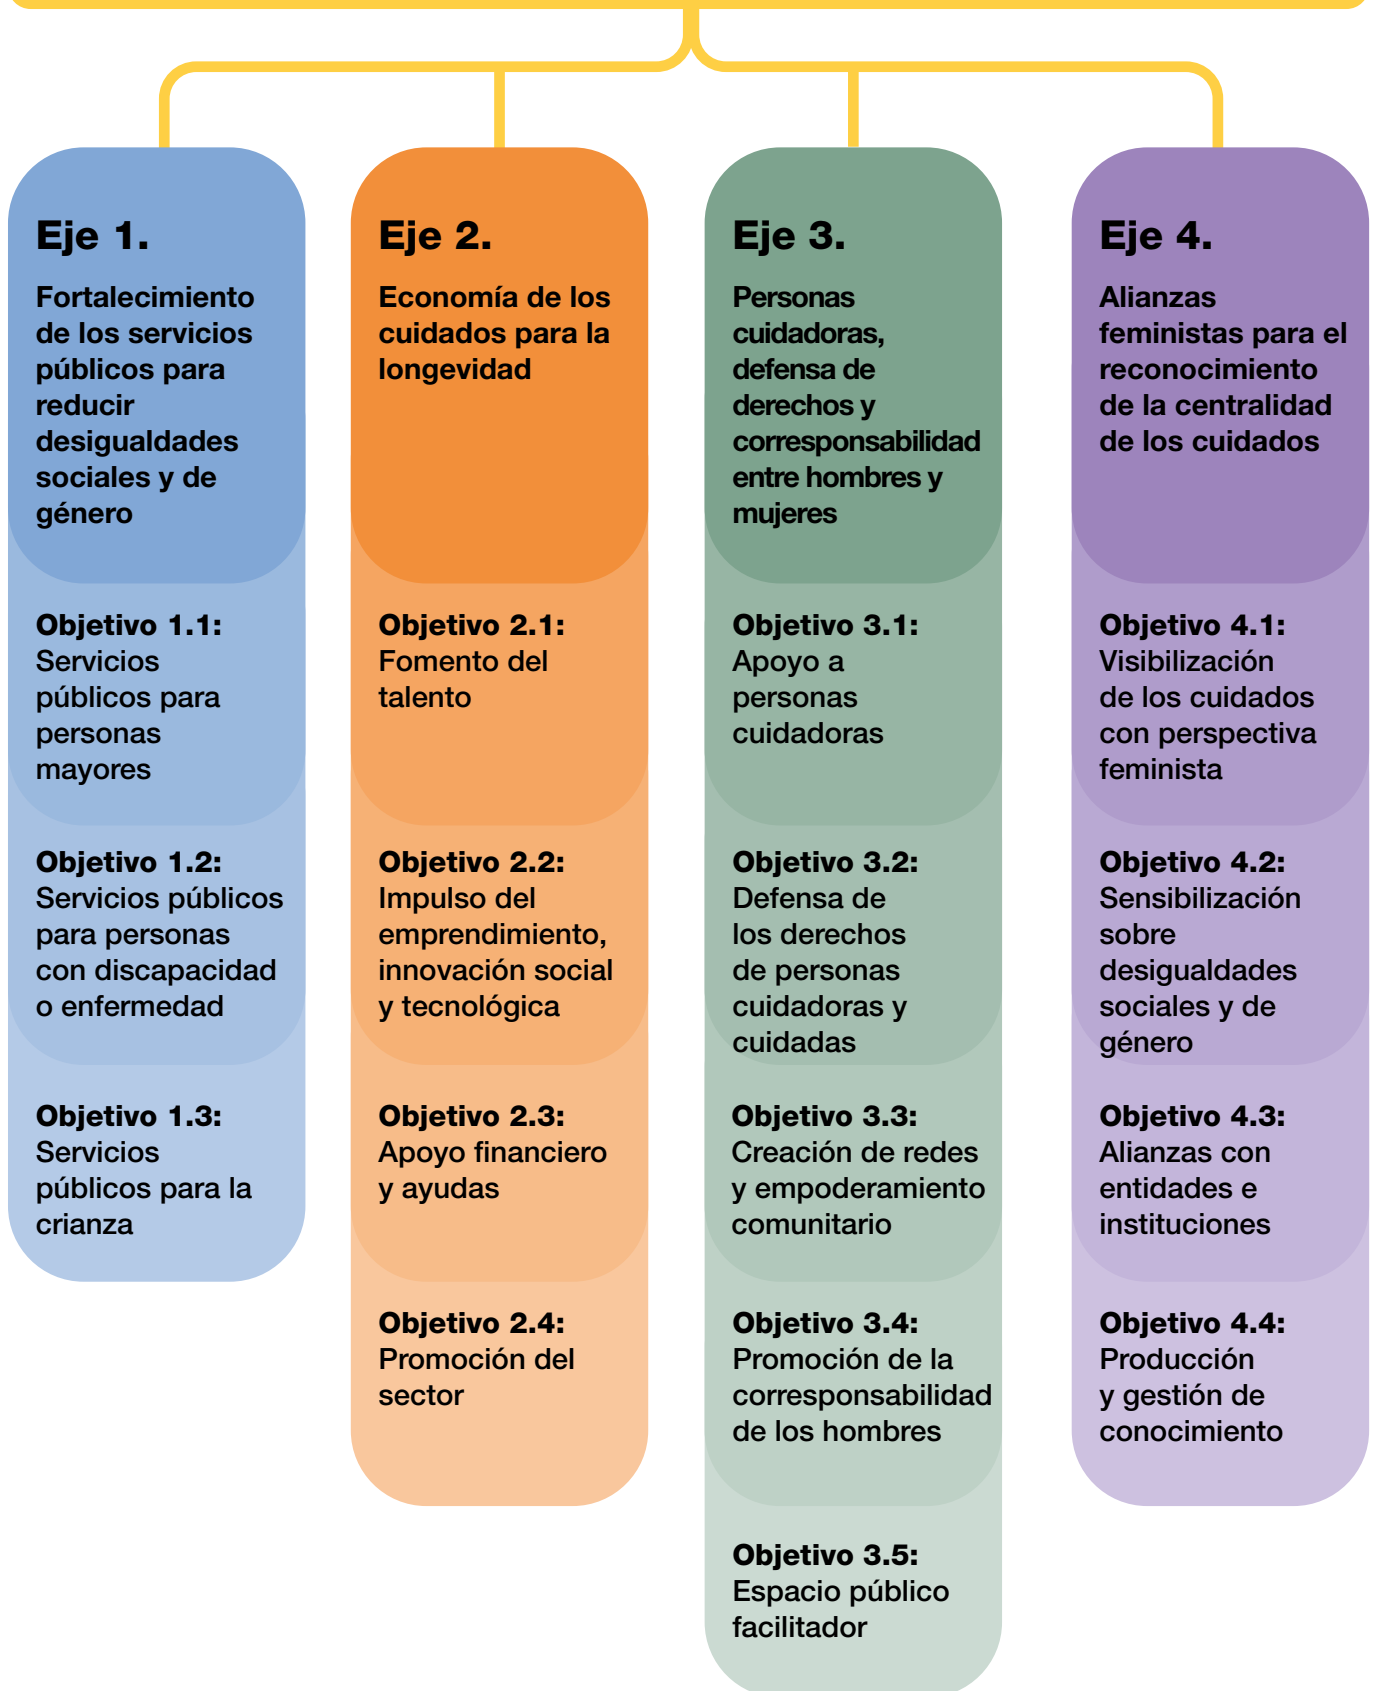 Eje 1.
Fortalecimiento
de los servicios
públicos para
reducir
desigualdades
sociales y de
género
Objetivo 1.1:
Servicios
públicos para
personas
mayores
Objetivo 1.2:
Servicios públicos
para personas
con discapacidad
o enfermedad
Objetivo 1.3:
Servicios
públicos para la
crianza
Eje 2.
Economía de los
cuidados para la
longevidad
Objetivo 2.1:
Fomento del
talento
Objetivo 2.2:
Impulso del
emprendimiento,
innovación social
y tecnológica
Objetivo 2.3:
Apoyo financiero
y ayudas
Objetivo 2.4:
Promoción del
sector
Eje 3.
Personas
cuidadoras,
defensa de
derechos y
corresponsabilidad
entre hombres y
mujeres
Objetivo 3.1:
Apoyo a
personas
cuidadoras
Objetivo 3.2:
Defensa de
los derechos
de personas
cuidadoras y
cuidadas
Objetivo 3.3:
Creación de redes
y empoderamiento
comunitario
Objetivo 3.4:
Promoción de la
corresponsabilidad
de los hombres
Objetivo 3.5:
Espacio público
facilitador
Eje 4.
Alianzas
feministas para el
reconocimiento
de la centralidad
de los cuidados
Objetivo 4.1:
Visibilización
de los cuidados
con perspectiva
feminista
Objetivo 4.2:
Sensibilización
sobre
desigualdades
sociales y de
género
Objetivo 4.3:
Alianzas con
entidades e
instituciones
Objetivo 4.4:
Producción
y gestión de
conocimiento